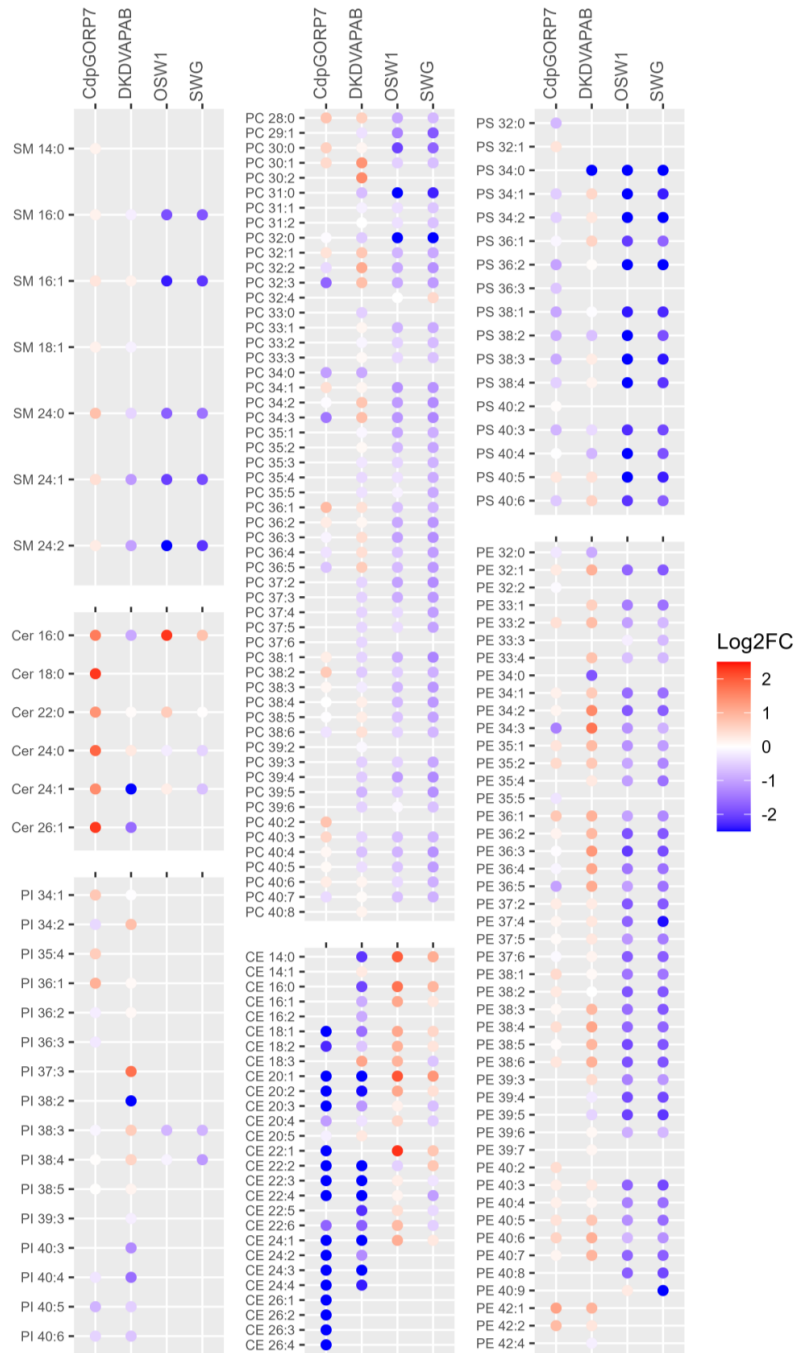 CdpGORP7
DKDVAPAB
OSW1
SWG
SM 14:0
SM 16:0
SM 16:1
SM 18:1
SM 24:0
SM 24:1
SM 24:2
Cer 16:0
Cer 18:0
Cer 22:0
Cer 24:0
Cer 24:1
Cer 26:1
PI 34:1
PI 34:2
PI 35:4
PI 36:1
PI 36:2
PI 36:3
PI 37:3
PI 38:2
PI 38:3
PI 38:4
PI 38:5
PI 39:3
PI 40:3
PI 40:4
PI 40:5
PI 40:6
CdpGORP7
DKDVAPAB
OSW1
SWG
PC 28:0
PC 29:1
PC 30:0
PC 30:1
PC 30:2
PC 31:0
PC 31:1
PC 31:2
PC 32:0
PC 32:1
PC 32:2
PC 32:3
PC 32:4
PC 33:0
PC 33:1
PC 33:2
PC 33:3
PC 34:0
PC 34:1
PC 34:2
PC 34:3
PC 35:1
PC 35:2
PC 35:3
PC 35:4
PC 35:5
PC 36:1
PC 36:2
PC 36:3
PC 36:4
PC 36:5
PC 37:2
PC 37:3
PC 37:4
PC 37:5
PC 37:6
PC 38:1
PC 38:2
PC 38:3
PC 38:4
PC 38:5
PC 38:6
PC 39:2
PC 39:3
PC 39:4
PC 39:5
PC 39:6
PC 40:2
PC 40:3
PC 40:4
PC 40:5
PC 40:6
PC 40:7
PC 40:8
CE 14:0
CE 14:1
CE 16:0
CE 16:1
CE 16:2
CE 18:1
CE 18:2
CE 18:3
CE 20:1
CE 20:2
CE 20:3
CE 20:4
CE 20:5
CE 22:1
CE 22:2
CE 22:3
CE 22:4
CE 22:5
CE 22:6
CE 24:1
CE 24:2
CE 24:3
CE 24:4
CE 26:1
CE 26:2
CE 26:3
CE 26:4
CdpGORP7
DKDVAPAB
OSW1
SWG
PS 32:0
PS 32:1
PS 34:0
PS 34:1
PS 34:2
PS 36:1
PS 36:2
PS 36:3
PS 38:1
PS 38:2
PS 38:3
PS 38:4
PS 40:2
PS 40:3
PS 40:4
PS 40:5
PS 40:6
PE 32:0
PE 32:1
PE 32:2
PE 33:1
PE 33:2
PE 33:3
PE 33:4
PE 34:0
PE 34:1
PE 34:2
PE 34:3
PE 35:1
PE 35:2
PE 35:4
PE 35:5
PE 36:1
PE 36:2
PE 36:3
PE 36:4
PE 36:5
PE 37:2
PE 37:4
PE 37:5
PE 37:6
PE 38:1
PE 38:2
PE 38:3
PE 38:4
PE 38:5
PE 38:6
PE 39:3
PE 39:4
PE 39:5
PE 39:6
PE 39:7
PE 40:2
PE 40:3
PE 40:4
PE 40:5
PE 40:6
PE 40:7
PE 40:8
PE 40:9
PE 42:1
PE 42:2
PE 42:4
Log2FC
2
1
0
-1
-2